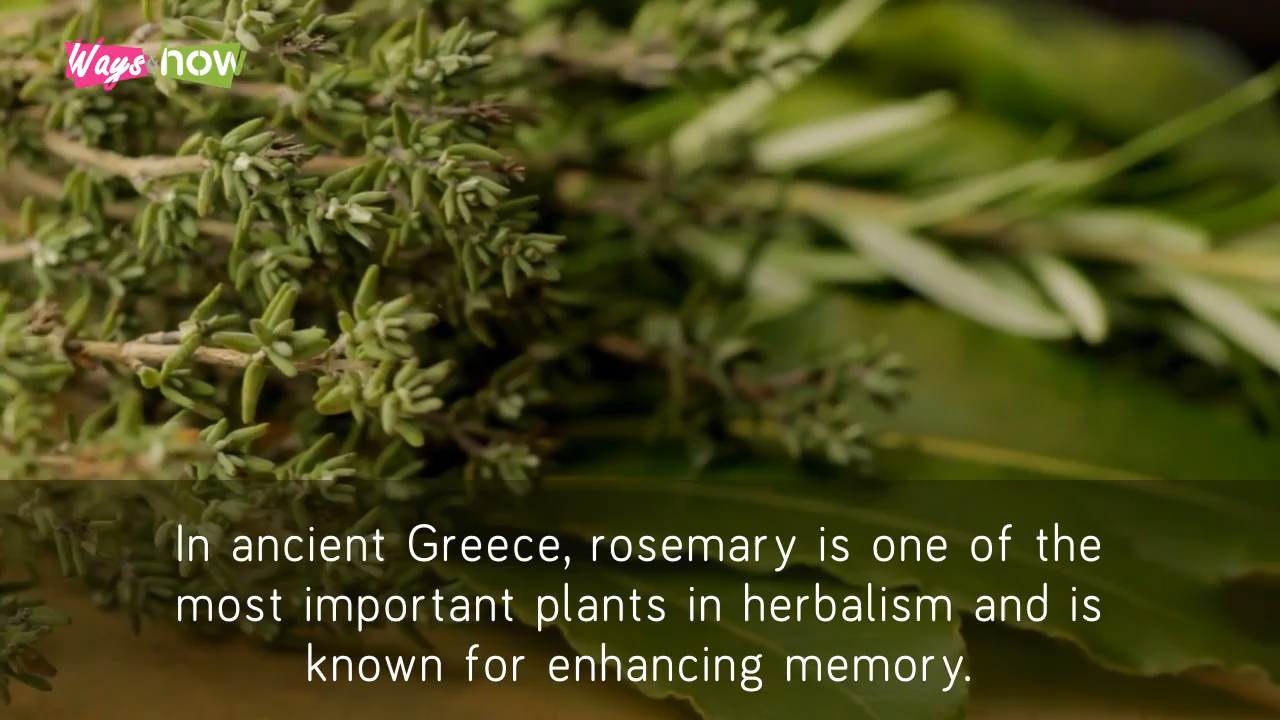 Ways & how
In ancient Greece, rosemary is one of the
most important plants in herbalism and is
known for enhancing memory.